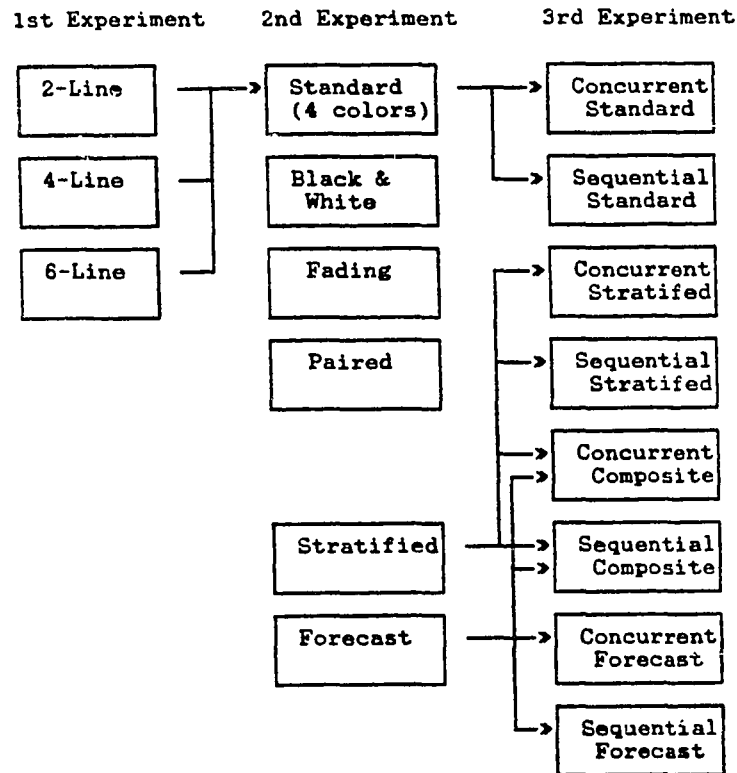 1st Experiment
2nd Experiment
3rd Experiment
2-Line
4-Line
6-Line
Standard
(4 colors)
Black &
White
Fading
Paired
Stratified
Forecast
Concurrent
Standard
Sequential
Standard
Concurrent
Stratifed
Sequential
Stratifed
Concurrent
Composite
Sequential
Composite
Concurrent
Forecast
Sequential
Forecast